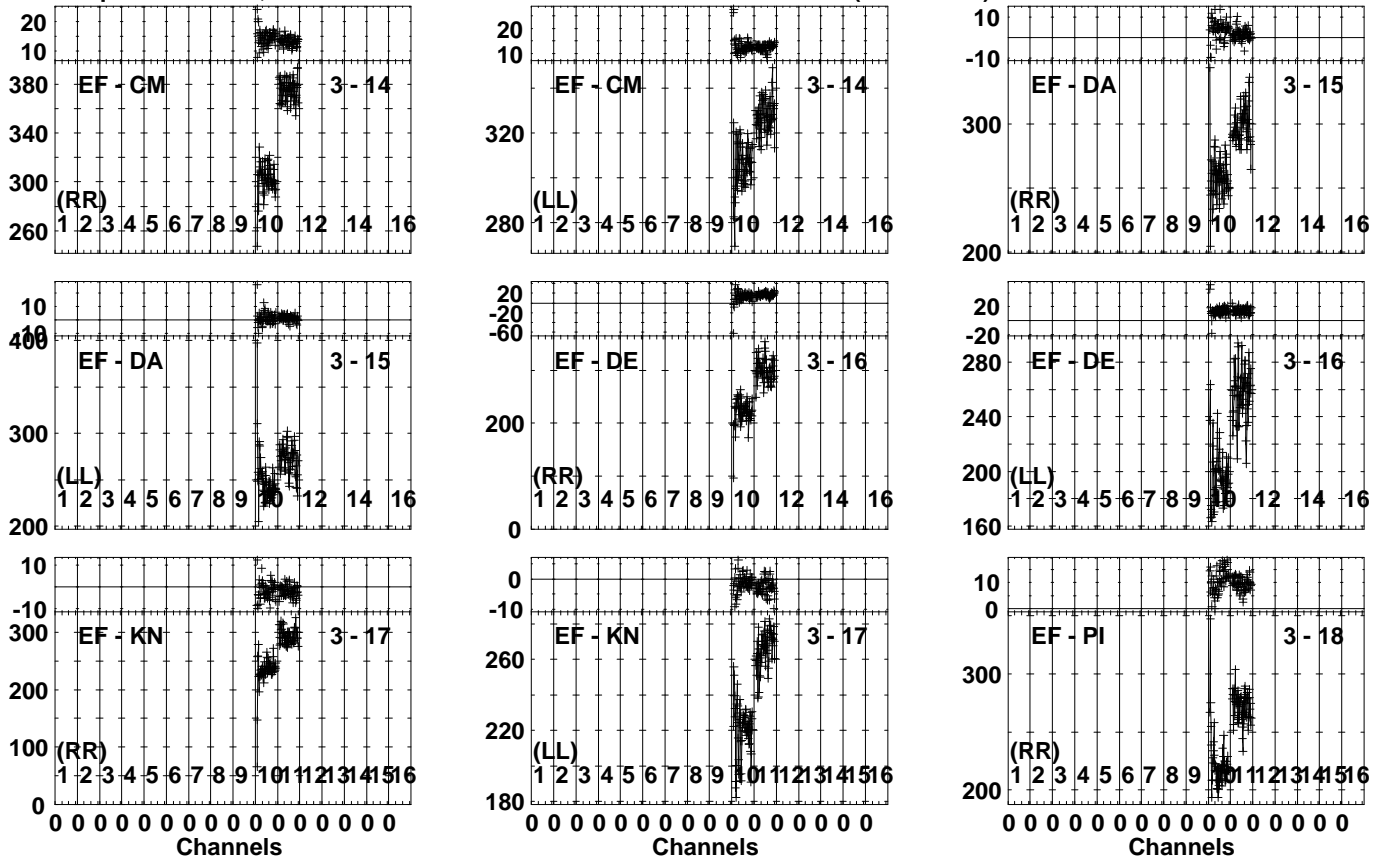 20
10
380 EF - CM 3 - 14
340
300
(RR)
1 2 3 4 5 6 7 8 9 10 12 14 16
260
20
10
EF - CM 3 - 14
320
(LL)
1 2 3 4 5 6 7 8 9 10 12 14 16
280
10
-10
EF - DA 3 - 15
300
(RR)
1 2 3 4 5 6 7 8 9 10 12 14 16
200
10
-10
400
EF - DA 3 - 15
300
(LL)
1 2 3 4 5 6 7 8 9 10 12 14 16
200
20
-20
-60
EF - DE 3 - 16
200
(RR)
1 2 3 4 5 6 7 8 9 10 12 14 16
0
20
-20
280 EF - DE 3 - 16
240
200
(LL)
1 2 3 4 5 6 7 8 9 10 12 14 16
160
10
-10
300 EF - KN 3 - 17
200
100
(RR)
1 2 3 4 5 6 7 8 9 10 11 12 13 14 15 16
0
0 0 0 0 0 0 0 0 0 0 0 0 0 0 0 0
Channels
0
-10
EF - KN 3 - 17
260
220
(LL)
1 2 3 4 5 6 7 8 9 10 11 12 13 14 15 16
180
0 0 0 0 0 0 0 0 0 0 0 0 0 0 0 0
Channels
10
0
EF - PI 3 - 18
300
(RR)
1 2 3 4 5 6 7 8 9 10 11 12 13 14 15 16
200
0 0 0 0 0 0 0 0 0 0 0 0 0 0 0 0
Channels